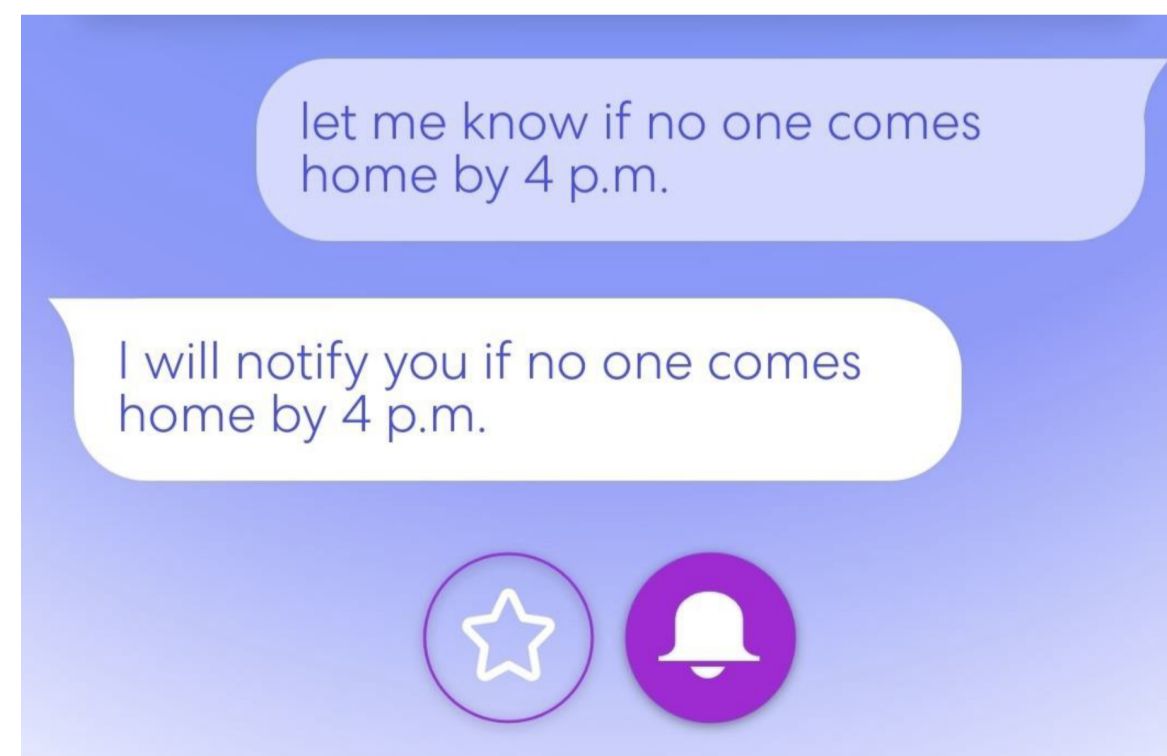 let me know if no one comes
home by 4 p.m.
I will notify you if no one comes
home by 4 p.m.